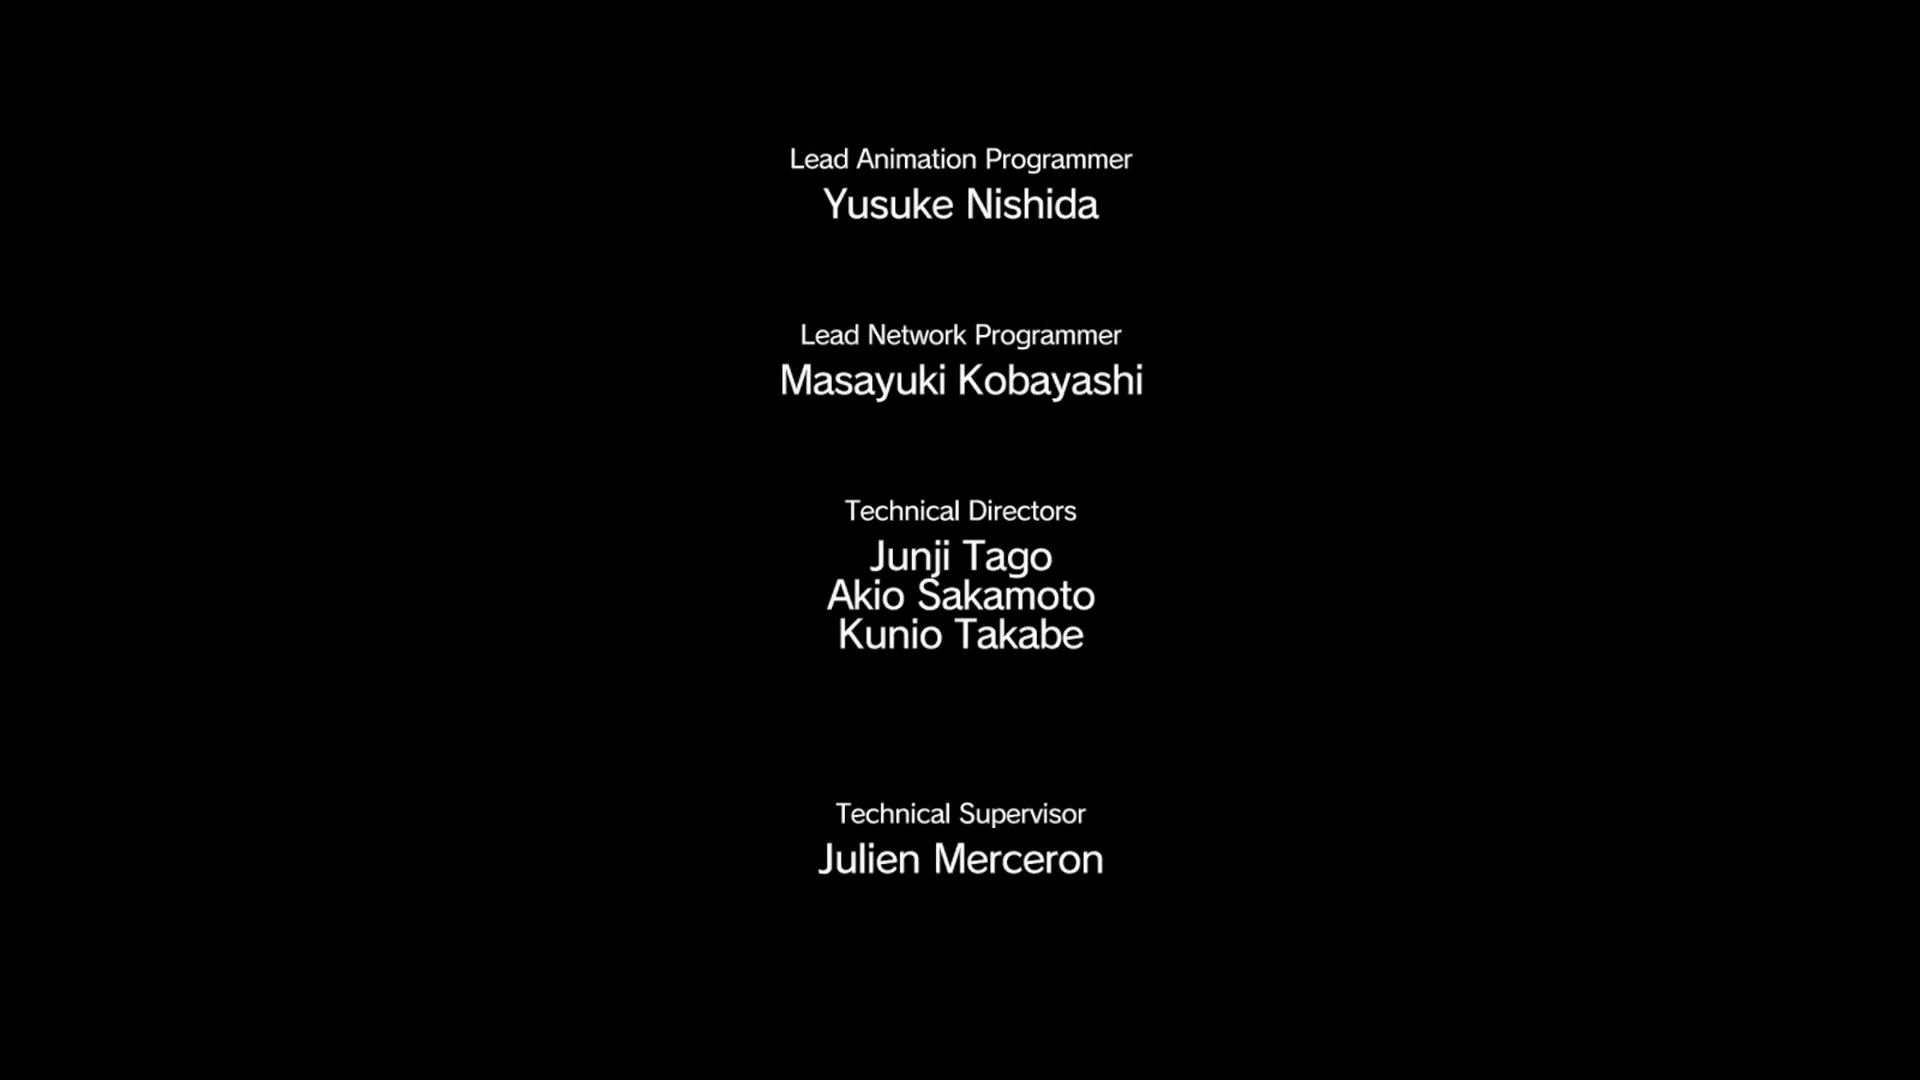 Lead Animation Programmer
Yusuke Nishida
Lead Network Programmer
Masayuki Kobayashi
Technical Directors
Junji Tago
Akio Sakamoto
Kunio Takabe
Technical Supervisor
Julien Merceron